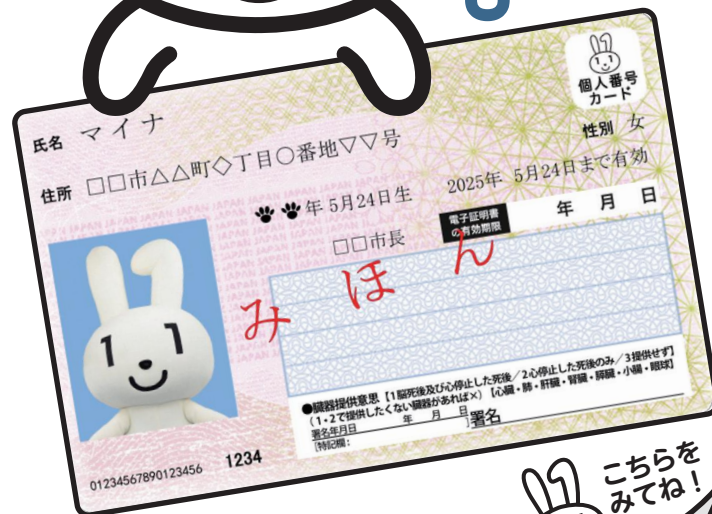 個人番号
カード
氏名 マイナ
性別 女
住所 □□市△△町◇丁目○番地▽▽号
年 5月24日生
2025年 5月24日まで有効
□□市長
電子証明書
の有効期限
年 月 日
みほん
●臓器提供意思【1脳死後及び心停止した死後/2心停止した死後のみ/3提供せず】
(1・2で提供したくない臓器があれば×)【心臓・肺・肝臓・腎臓・膵臓・小腸・眼球】
署名年月日 年 月 日 署名
[特記欄: ]
JAPAN JAPAN JAPAN JAPAN JAPAN
01234567890123456 1234
こちらを
みてね!